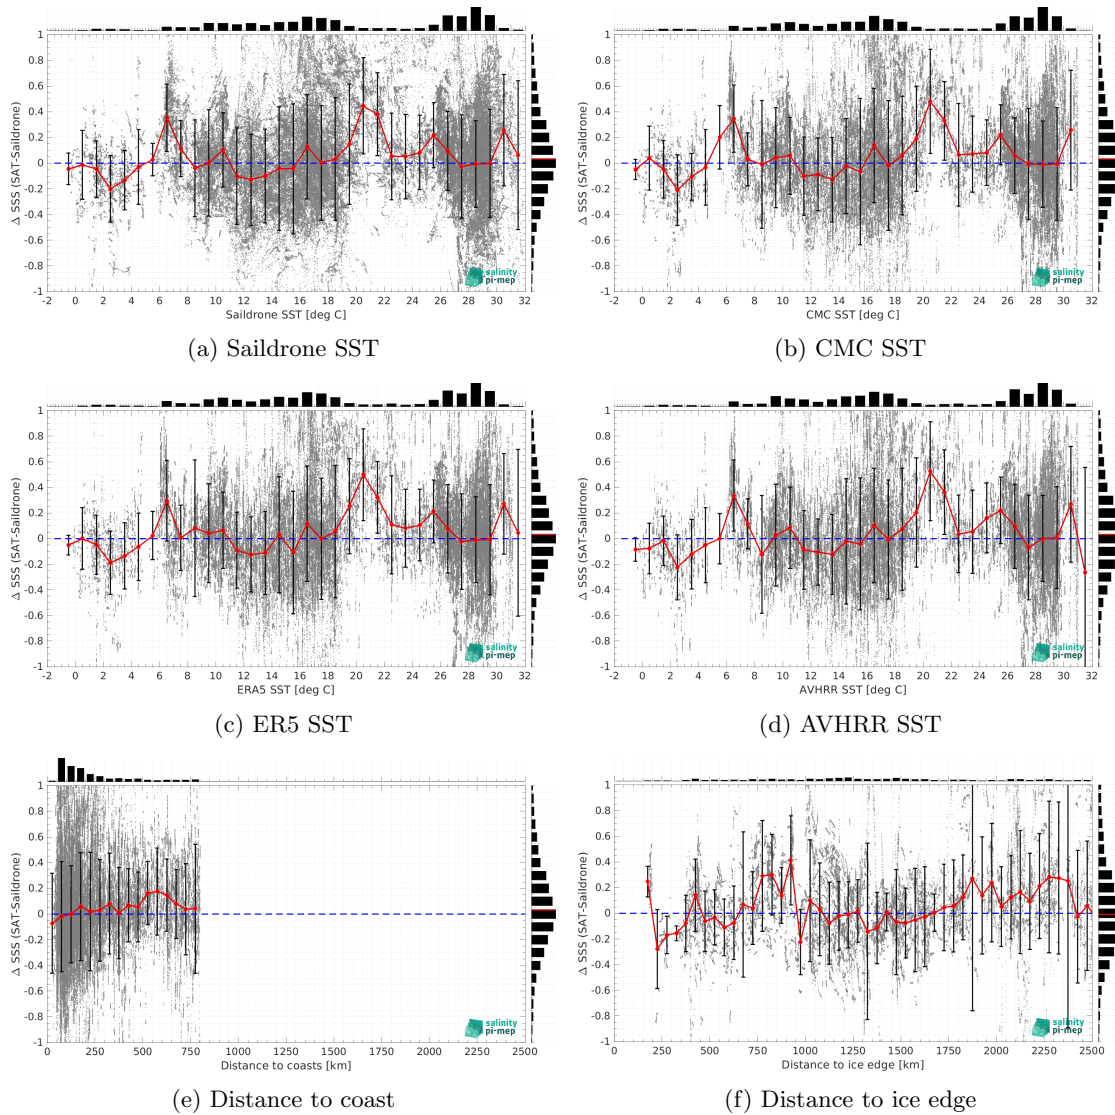 1
0.8
0.6
0.4
0.2
0
-0.2
-0.4
-0.6
-0.8
-1
Δ SSS (SAT-Saildrone)
-2 0 2 4 6 8 10 12 14 16 18 20 22 24 26 28 30 32
Saildrone SST [deg C]
salinity
pi-mep
(a) Saildrone SST
1
0.8
0.6
0.4
0.2
0
-0.2
-0.4
-0.6
-0.8
-1
Δ SSS (SAT-Saildrone)
-2 0 2 4 6 8 10 12 14 16 18 20 22 24 26 28 30 32
CMC SST [deg C]
salinity
pi-mep
(b) CMC SST
1
0.8
0.6
0.4
0.2
0
-0.2
-0.4
-0.6
-0.8
-1
Δ SSS (SAT-Saildrone)
-2 0 2 4 6 8 10 12 14 16 18 20 22 24 26 28 30 32
ERA5 SST [deg C]
salinity
pi-mep
(c) ER5 SST
1
0.8
0.6
0.4
0.2
0
-0.2
-0.4
-0.6
-0.8
-1
Δ SSS (SAT-Saildrone)
-2 0 2 4 6 8 10 12 14 16 18 20 22 24 26 28 30 32
AVHRR SST [deg C]
salinity
pi-mep
(d) AVHRR SST
1
0.8
0.6
0.4
0.2
0
-0.2
-0.4
-0.6
-0.8
-1
Δ SSS (SAT-Saildrone)
0 250 500 750 1000 1250 1500 1750 2000 2250 2500
Distance to coasts [km]
salinity
pi-mep
(e) Distance to coast
1
0.8
0.6
0.4
0.2
0
-0.2
-0.4
-0.6
-0.8
-1
Δ SSS (SAT-Saildrone)
0 250 500 750 1000 1250 1500 1750 2000 2250 2500
Distance to ice edge [km]
salinity
pi-mep
(f) Distance to ice edge